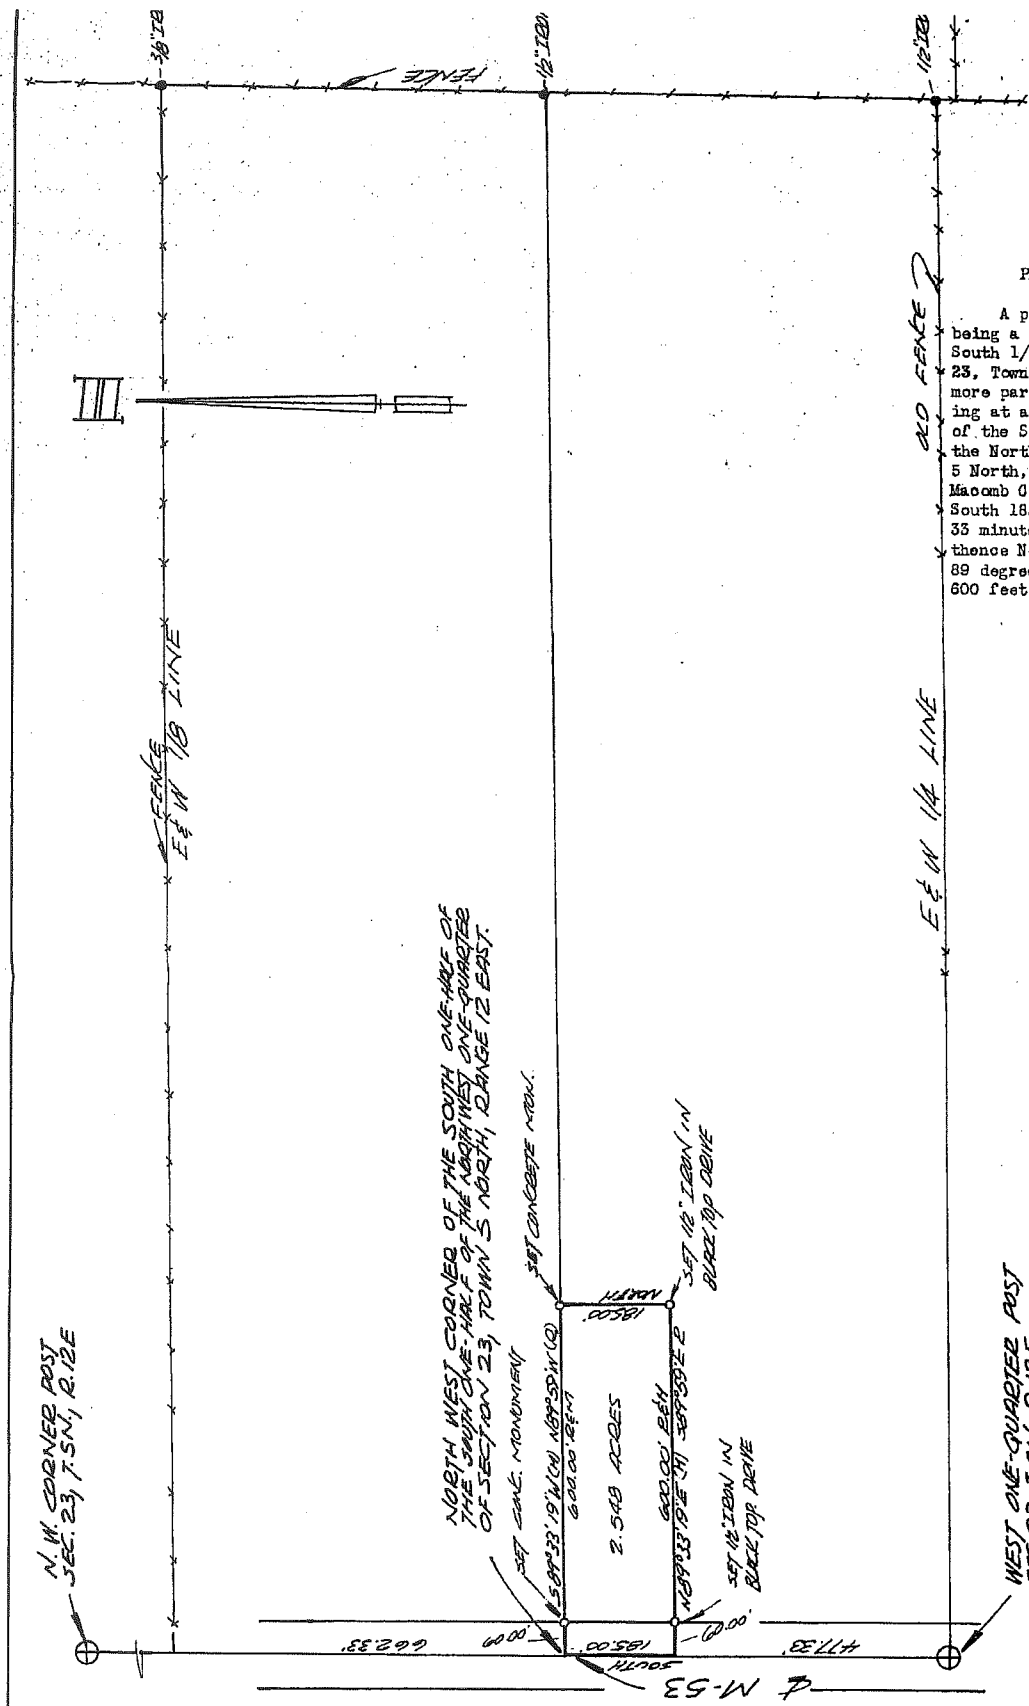 N. W. CORNER POST
SEC. 23, T.5N., R.12E
FENCE
E & W 1/8 LINE
FENCE
3/8" IRON
1/2" IRON
1/2" IRON
NORTH WEST CORNER OF THE SOUTH ONE-HALF OF
THE SOUTH ONE-HALF OF THE NORTHWEST ONE-QUARTER
OF SECTION 23, TOWN 5 NORTH, RANGE 12 EAST.
SET CONC. MONUMENT
SET CONCRETE MON.
S89°33'19"W(M) N89°59'W(R)
600.00' R&M
2.548 ACRES
600.00' R&M
N89°33'19"E (M) S89°59'E R
185.00'
NORTH
SET 1/2" IRON IN
BLACK TOP DRIVE
SET 1/2" IRON IN
BLACK TOP DRIVE
662.33'
60.00'
185.00'
SOUTH
60.00'
477.33'
₵ M-53
OLD FENCE
E & W 1/4 LINE
WEST ONE-QUARTER POST
A p
being a
South 1/
23, Town
more par
ing at a
of the S
the Nort
5 North,
Macomb C
South 18
33 minut
thence N
89 degre
600 feet